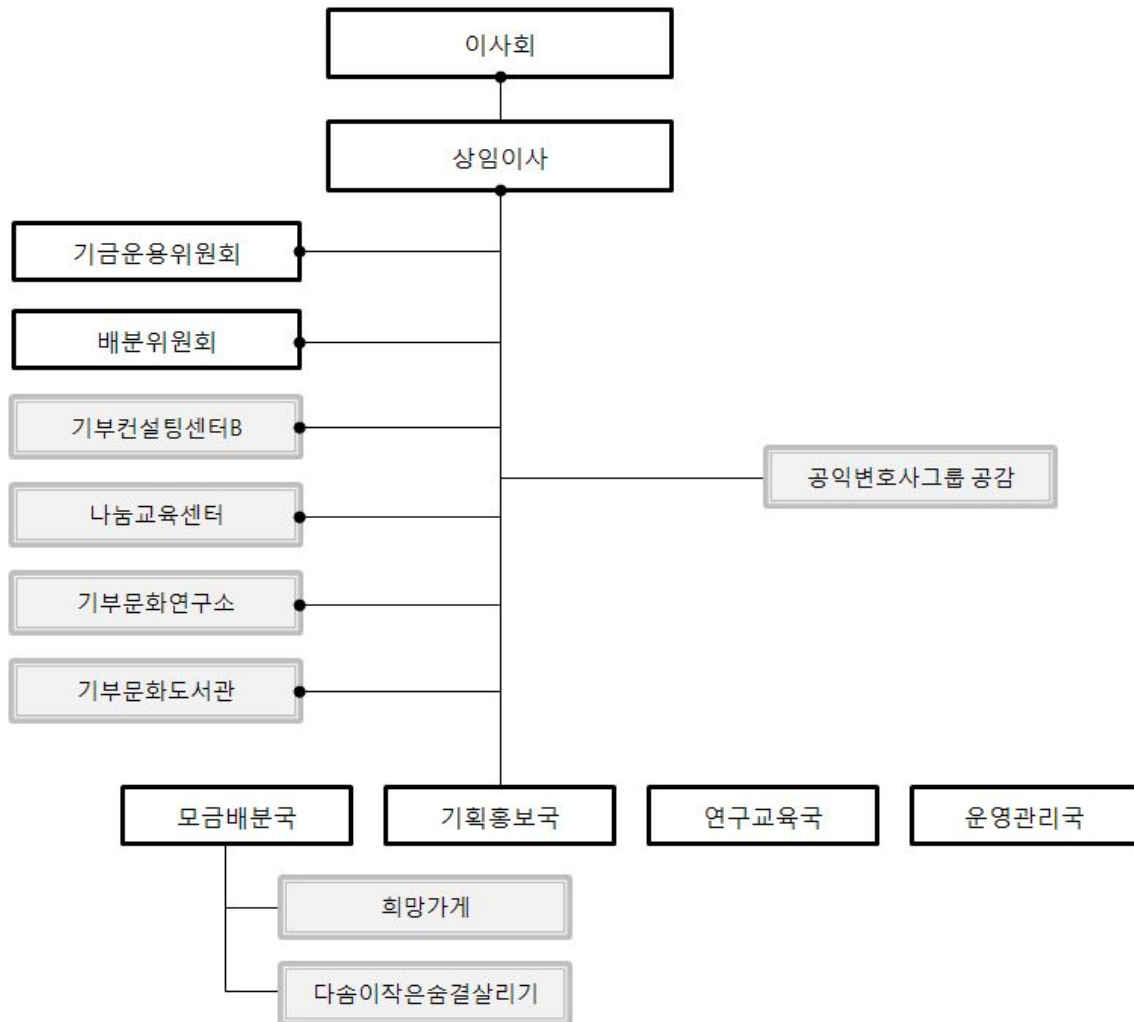 이사회
상임이사
기금운용위원회
배분위원회
기부컨설팅센터B
공익변호사그룹 공감
나눔교육센터
기부문화연구소
기부문화도서관
모금배분국
기획홍보국
연구교육국
운영관리국
희망가게
다솜이작은숨결살리기